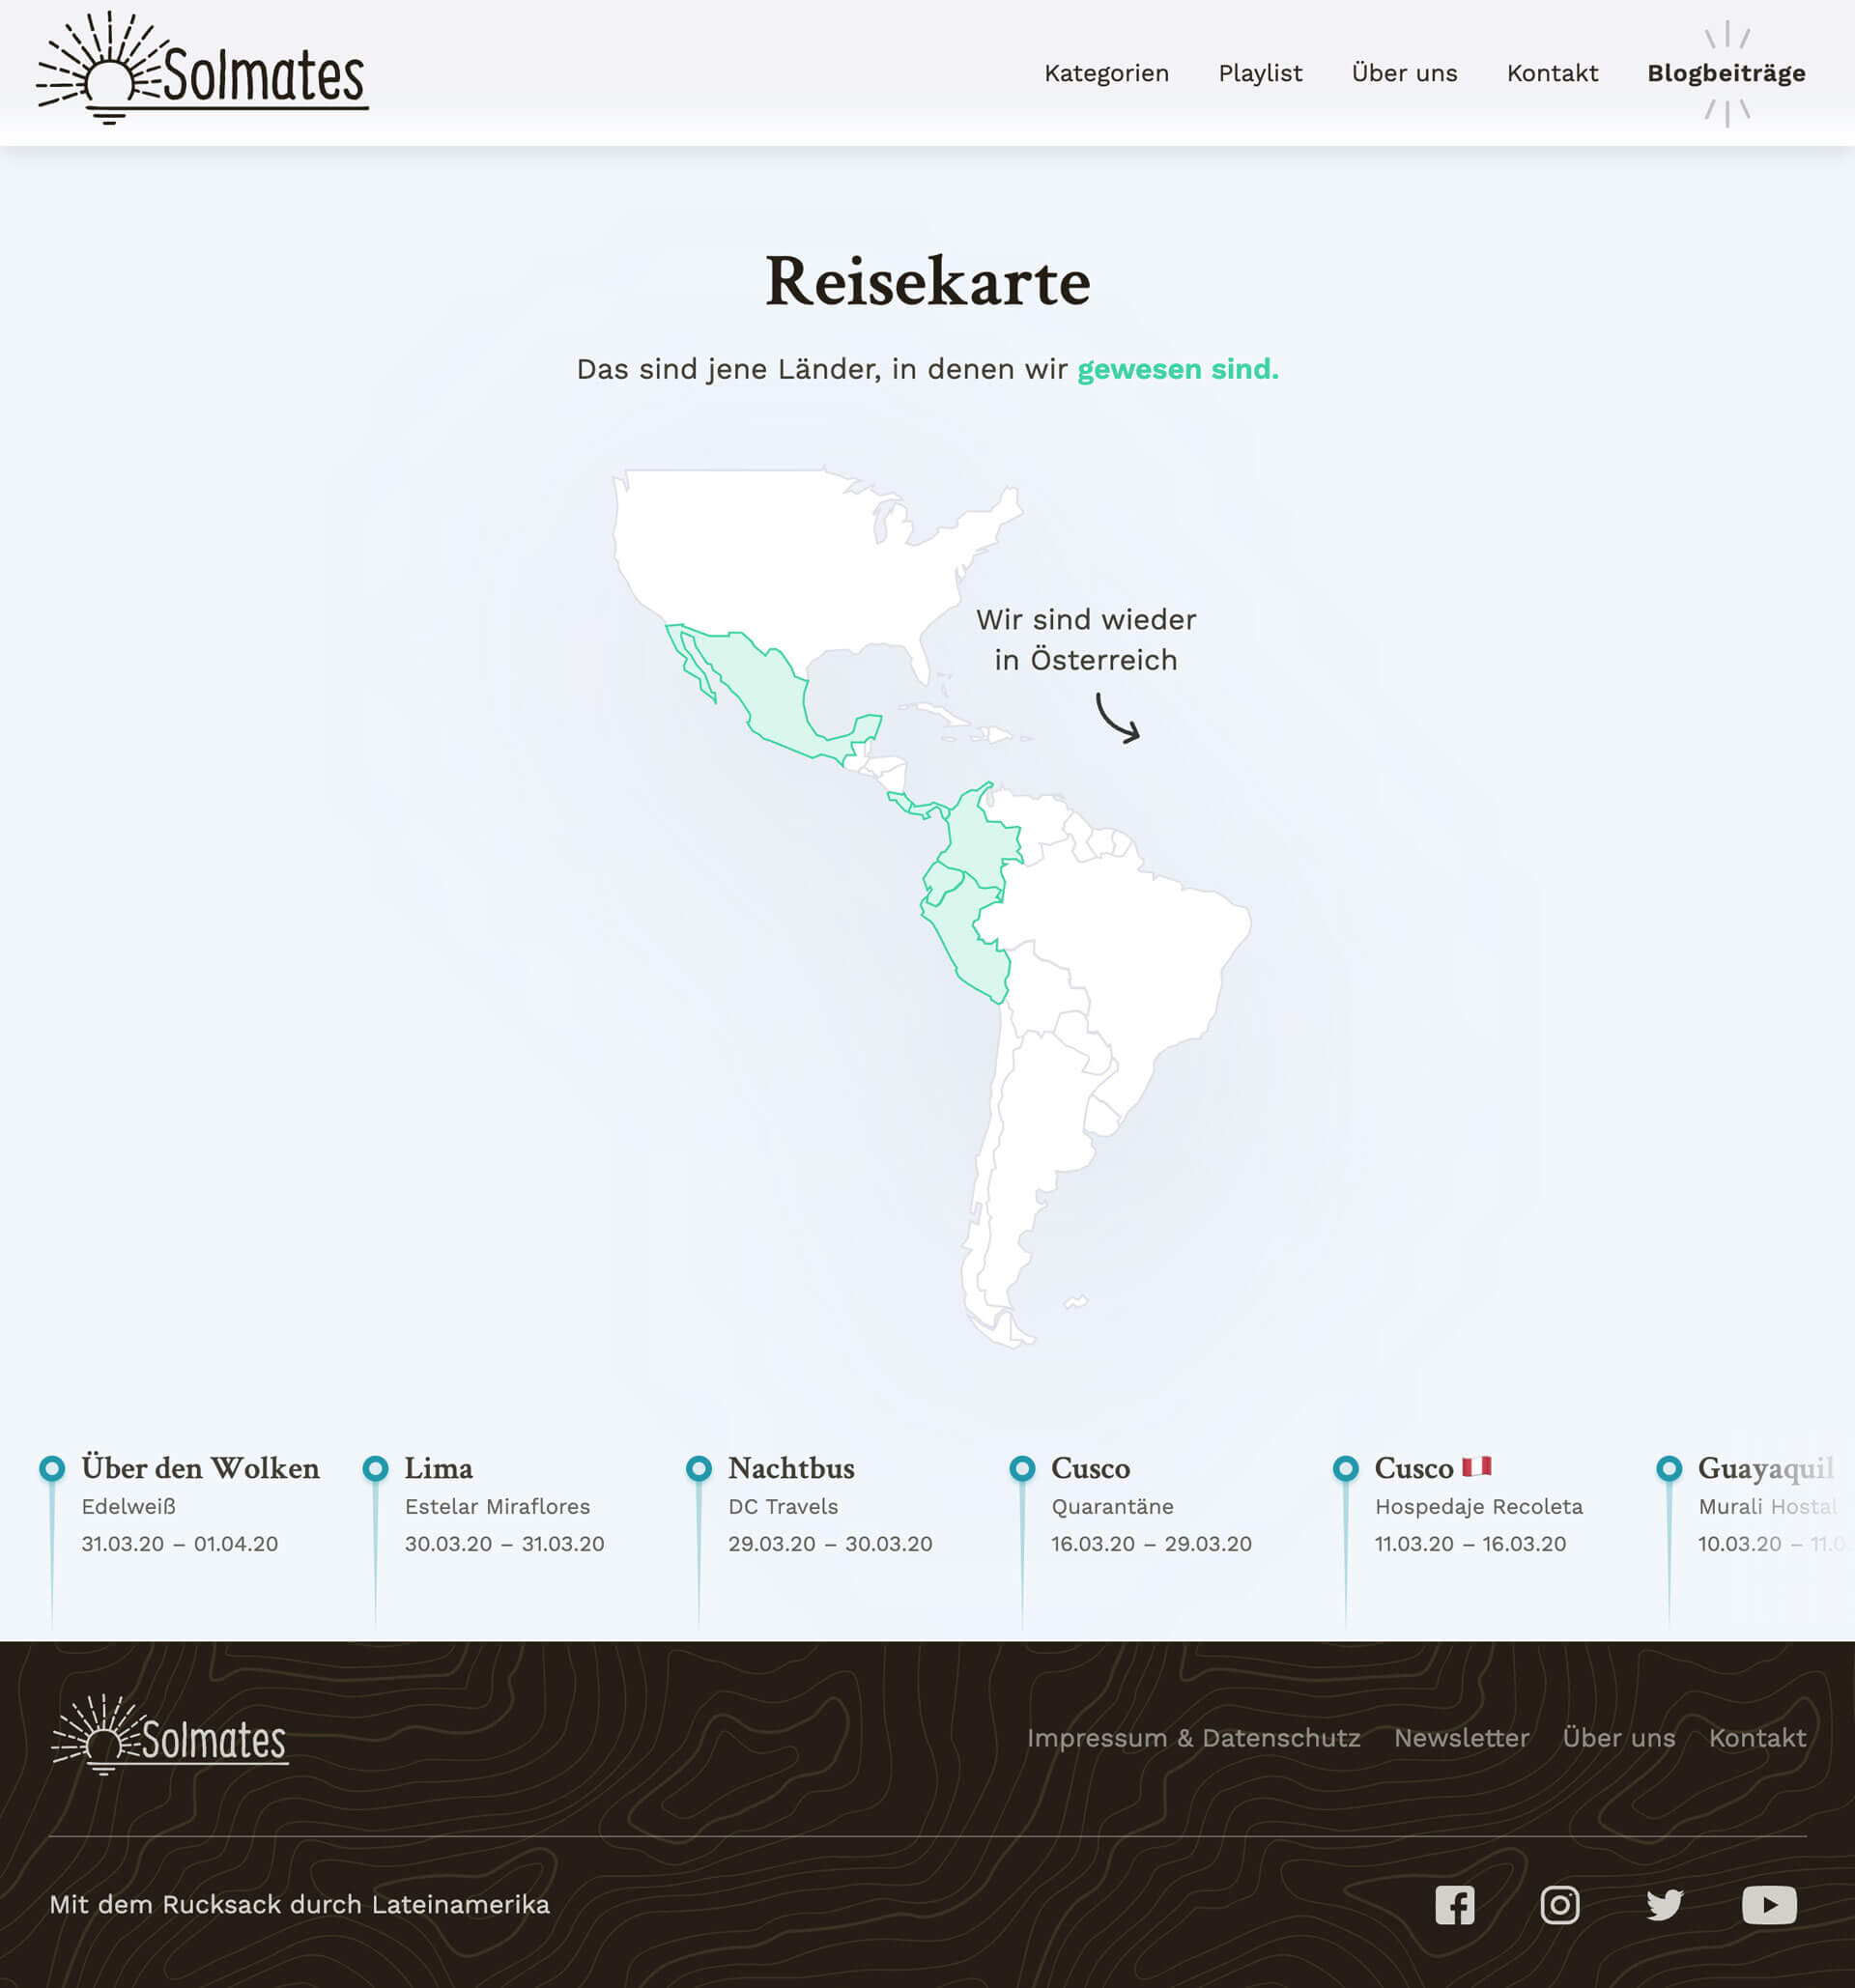 Solmates
Kategorien Playlist Über uns Kontakt Blogbeiträge
Reisekarte
Das sind jene Länder, in denen wir gewesen sind.
Wir sind wieder
in Österreich
Über den Wolken
Edelweiß
31.03.20 – 01.04.20
Lima
Estelar Miraflores
30.03.20 – 31.03.20
Nachtbus
DC Travels
29.03.20 – 30.03.20
Cusco
Quarantäne
16.03.20 – 29.03.20
Cusco
Hospedaje Recoleta
11.03.20 – 16.03.20
Guayaquil
Murali Hostal
10.03.20 –
Solmates
Impressum & Datenschutz Newsletter Über uns Kontakt
Mit dem Rucksack durch Lateinamerika